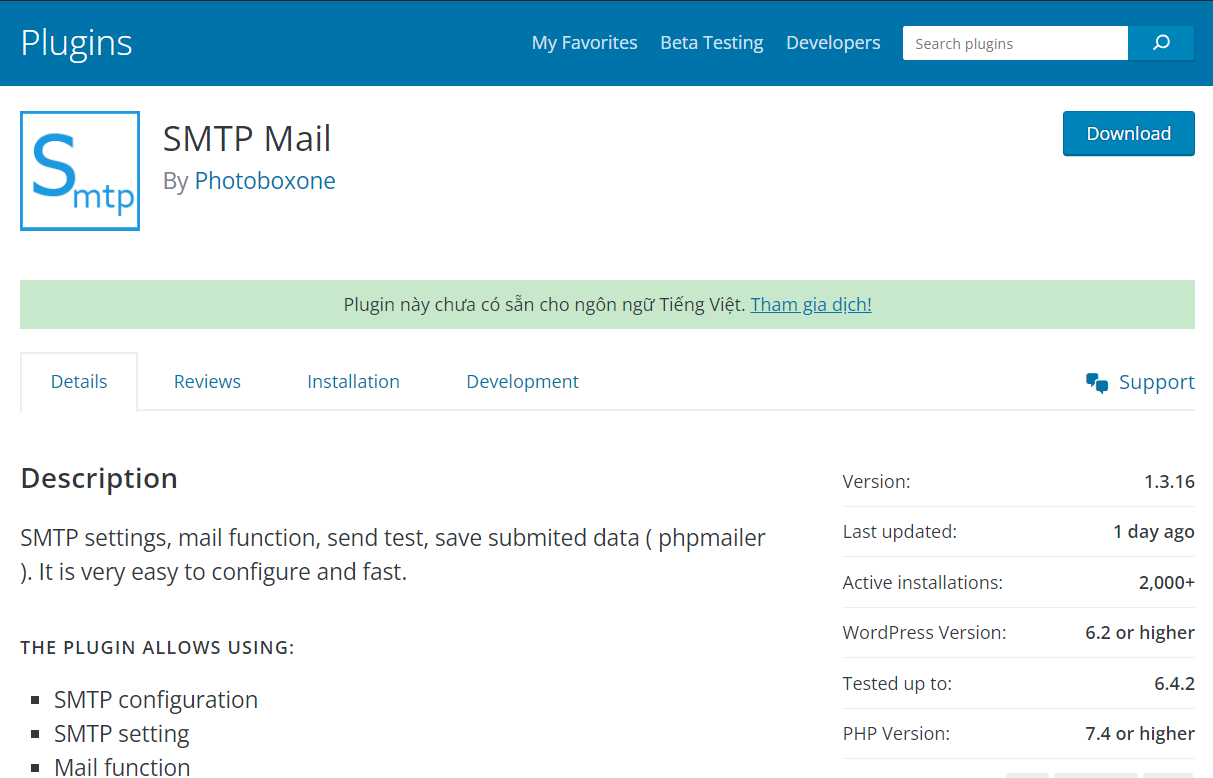 Plugins
My Favorites
Beta Testing
Developers
Search plugins
Smtp
SMTP Mail
By Photoboxone
Download
Plugin này chưa có sẵn cho ngôn ngữ Tiếng Việt. Tham gia dịch!
Details
Reviews
Installation
Development
Support
Description
SMTP settings, mail function, send test, save submited data ( phpmailer
). It is very easy to configure and fast.
THE PLUGIN ALLOWS USING:
SMTP configuration
SMTP setting
Mail function
Version: 1.3.16
Last updated: 1 day ago
Active installations: 2,000+
WordPress Version: 6.2 or higher
Tested up to: 6.4.2
PHP Version: 7.4 or higher